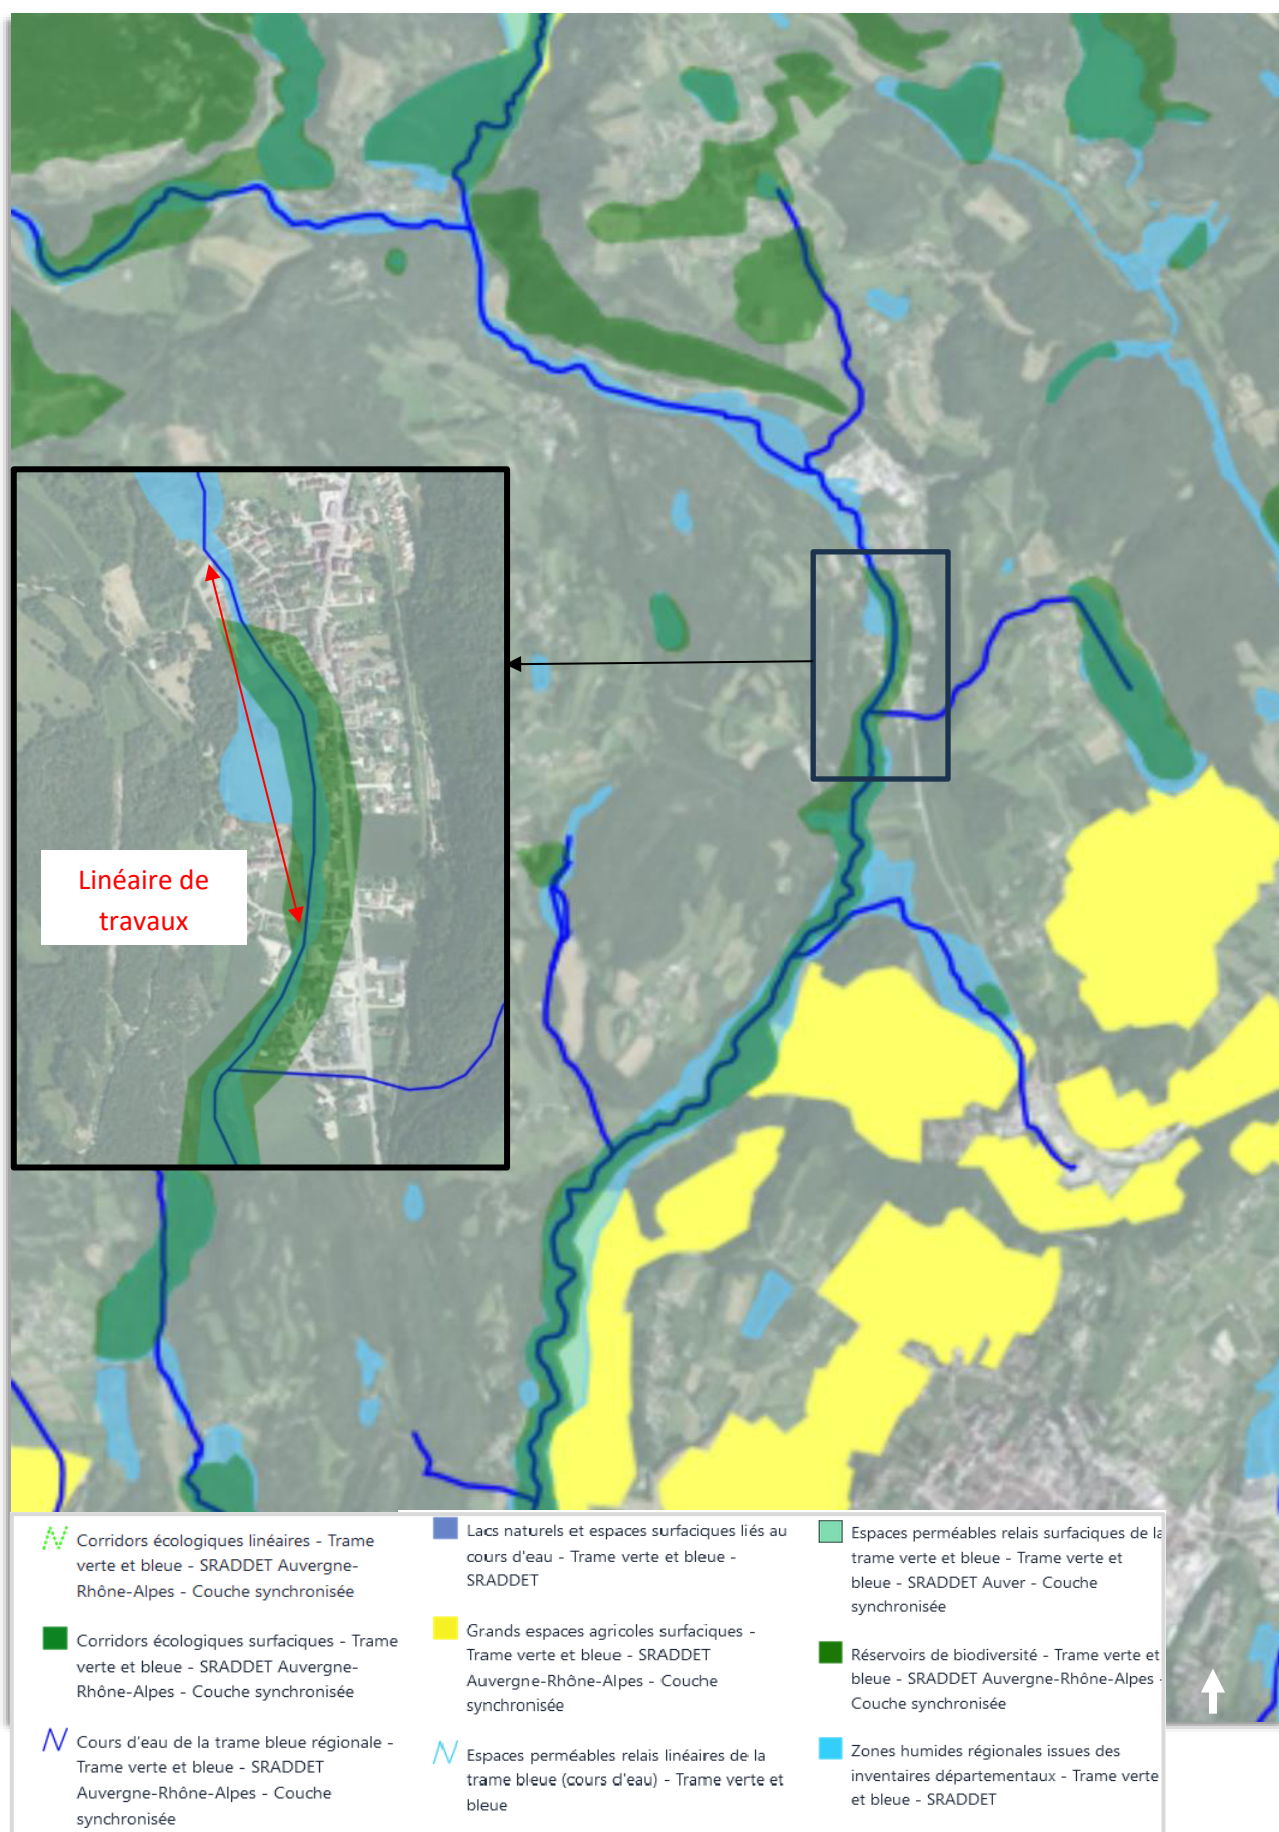 Linéaire de
travaux
Corridors écologiques linéaires - Trame
verte et bleue - SRADDET Auvergne-
Rhône-Alpes - Couche synchronisée
Corridors écologiques surfaciques - Trame
verte et bleue - SRADDET Auvergne-
Rhône-Alpes - Couche synchronisée
Cours d'eau de la trame bleue régionale -
Trame verte et bleue - SRADDET
Auvergne-Rhône-Alpes - Couche
synchronisée
Lacs naturels et espaces surfaciques liés au
cours d'eau - Trame verte et bleue -
SRADDET
Grands espaces agricoles surfaciques -
Trame verte et bleue - SRADDET
Auvergne-Rhône-Alpes - Couche
synchronisée
Espaces perméables relais linéaires de la
trame bleue (cours d'eau) - Trame verte et
bleue
Espaces perméables relais surfaciques de la
trame verte et bleue - Trame verte et
bleue - SRADDET Auver - Couche
synchronisée
Réservoirs de biodiversité - Trame verte et
bleue - SRADDET Auvergne-Rhône-Alpes -
Couche synchronisée
Zones humides régionales issues des
inventaires départementaux - Trame verte
et bleue - SRADDET